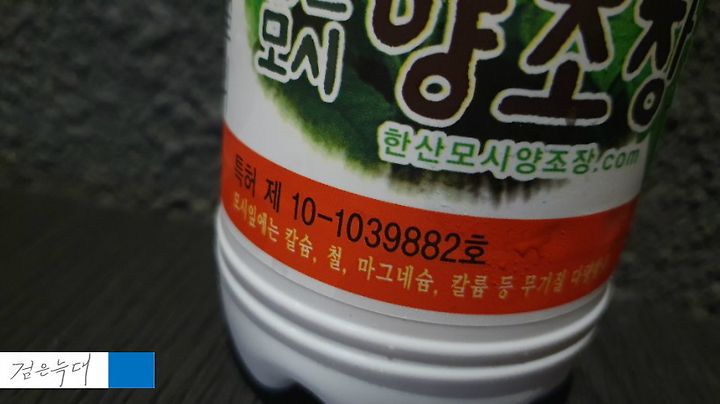 모시 양조장
한산모시양조장.com
특허 제 10-1039882호
모시잎에는 칼슘, 철, 마그네슘, 칼륨 등 무기질
검은늑대